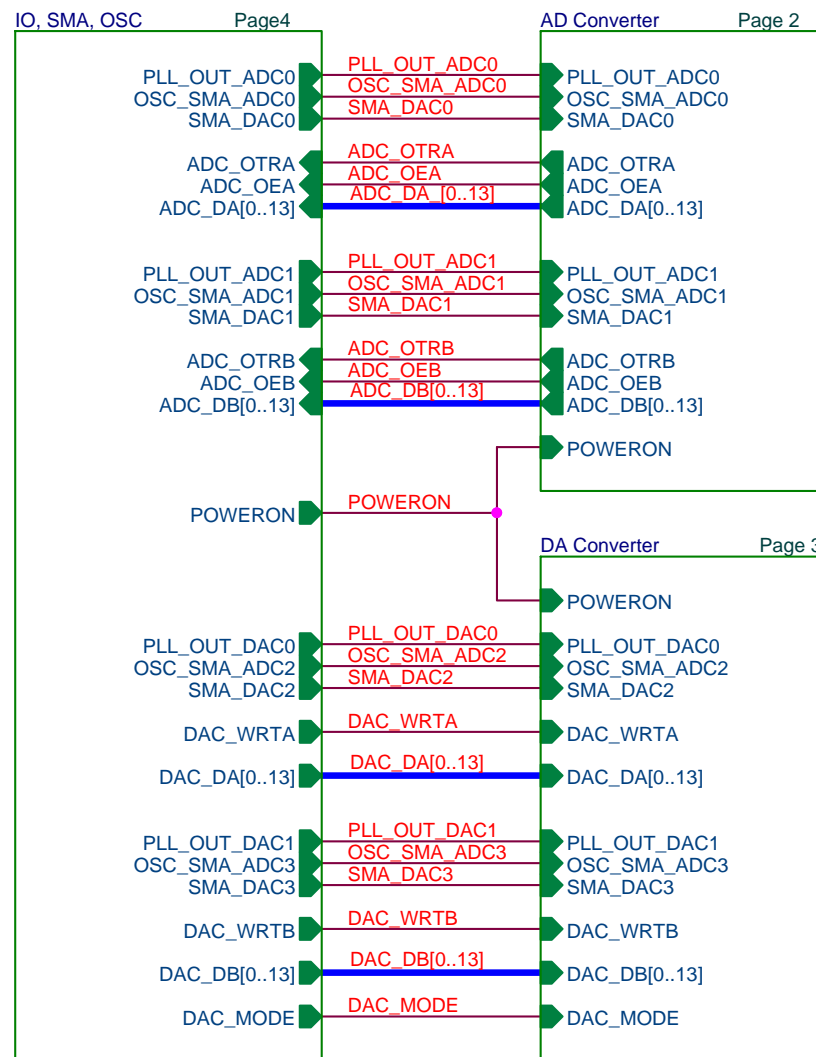 IO, SMA, OSC Page4 AD Converter Page 2
PLL_OUT_ADC0 PLL_OUT_ADC0 PLL_OUT_ADC0
OSC_SMA_ADC0 OSC_SMA_ADC0 OSC_SMA_ADC0
SMA_DAC0 SMA_DAC0 SMA_DAC0
ADC_OTRA ADC_OTRA ADC_OTRA
ADC_OEA ADC_OEA ADC_OEA
ADC_DA[0..13] ADC_DA_[0..13] ADC_DA[0..13]
PLL_OUT_ADC1 PLL_OUT_ADC1 PLL_OUT_ADC1
OSC_SMA_ADC1 OSC_SMA_ADC1 OSC_SMA_ADC1
SMA_DAC1 SMA_DAC1 SMA_DAC1
ADC_OTRB ADC_OTRB ADC_OTRB
ADC_OEB ADC_OEB ADC_OEB
ADC_DB[0..13] ADC_DB[0..13] ADC_DB[0..13]
POWERON
POWERON POWERON
DA Converter Page 3
POWERON
PLL_OUT_DAC0 PLL_OUT_DAC0 PLL_OUT_DAC0
OSC_SMA_ADC2 OSC_SMA_ADC2 OSC_SMA_ADC2
SMA_DAC2 SMA_DAC2 SMA_DAC2
DAC_WRTA DAC_WRTA DAC_WRTA
DAC_DA[0..13] DAC_DA[0..13] DAC_DA[0..13]
PLL_OUT_DAC1 PLL_OUT_DAC1 PLL_OUT_DAC1
OSC_SMA_ADC3 OSC_SMA_ADC3 OSC_SMA_ADC3
SMA_DAC3 SMA_DAC3 SMA_DAC3
DAC_WRTB DAC_WRTB DAC_WRTB
DAC_DB[0..13] DAC_DB[0..13] DAC_DB[0..13]
DAC_MODE DAC_MODE DAC_MODE